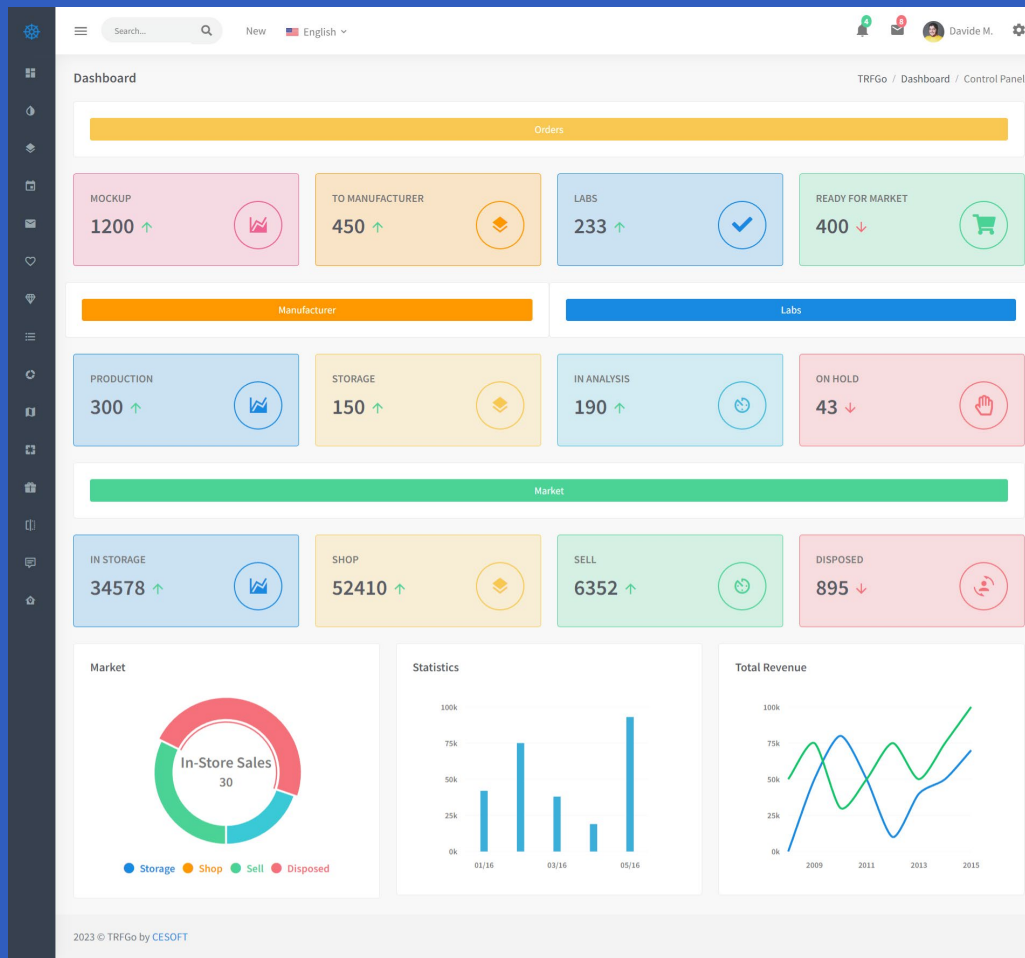 Search... New English 4 8 Davide M.
Dashboard TRFGo / Dashboard / Control Panel
Orders
MOCKUP TO MANUFACTURER LABS READY FOR MARKET
1200 450 233 400
Manufacturer Labs
PRODUCTION STORAGE IN ANALYSIS ON HOLD
300 150 190 43
Market
IN STORAGE SHOP SELL DISPOSED
34578 52410 6352 895
Market
In-Store Sales
30
Storage Shop Sell Disposed
Statistics
100k
75k
50k
25k
0k
01/16 03/16 05/16
Total Revenue
100k
75k
50k
25k
0k
2009 2011 2013 2015
2023 © TRFGo by CESOFT